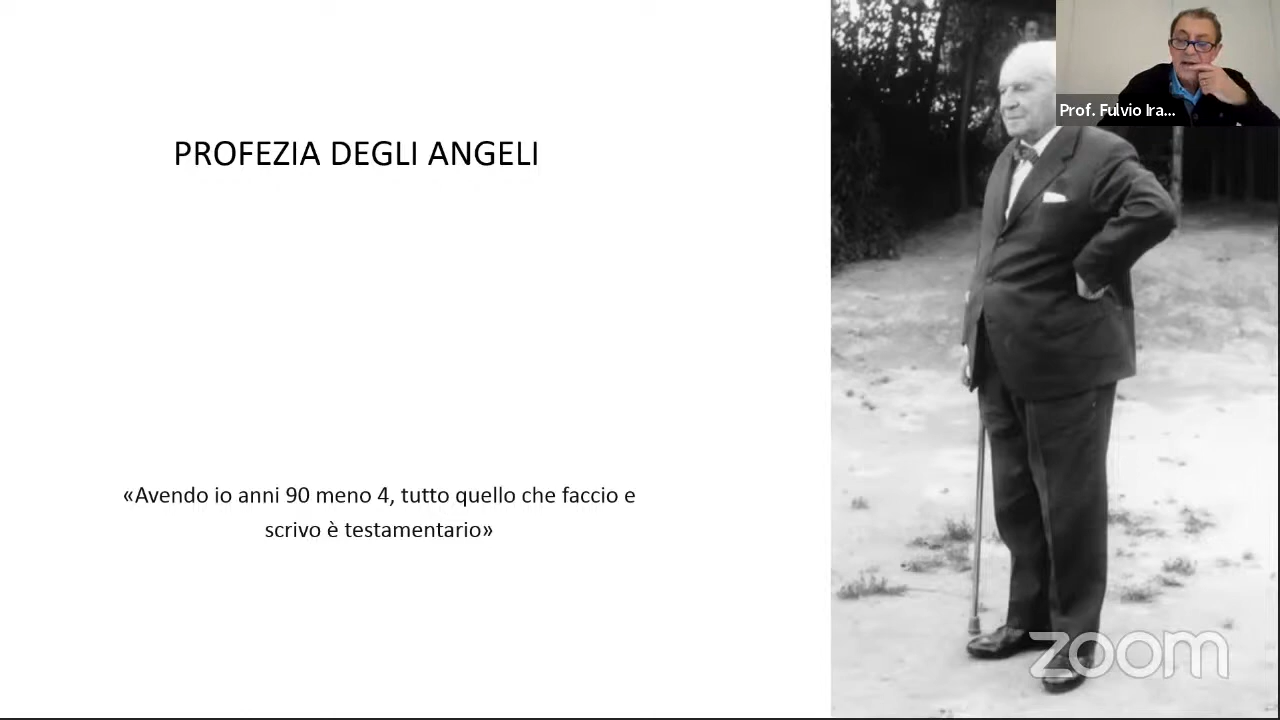 PROFEZIA DEGLI ANGELI
Prof. Fulvio Ira...
«Avendo io anni 90 meno 4, tutto quello che faccio e
scrivo è testamentario»
zoom